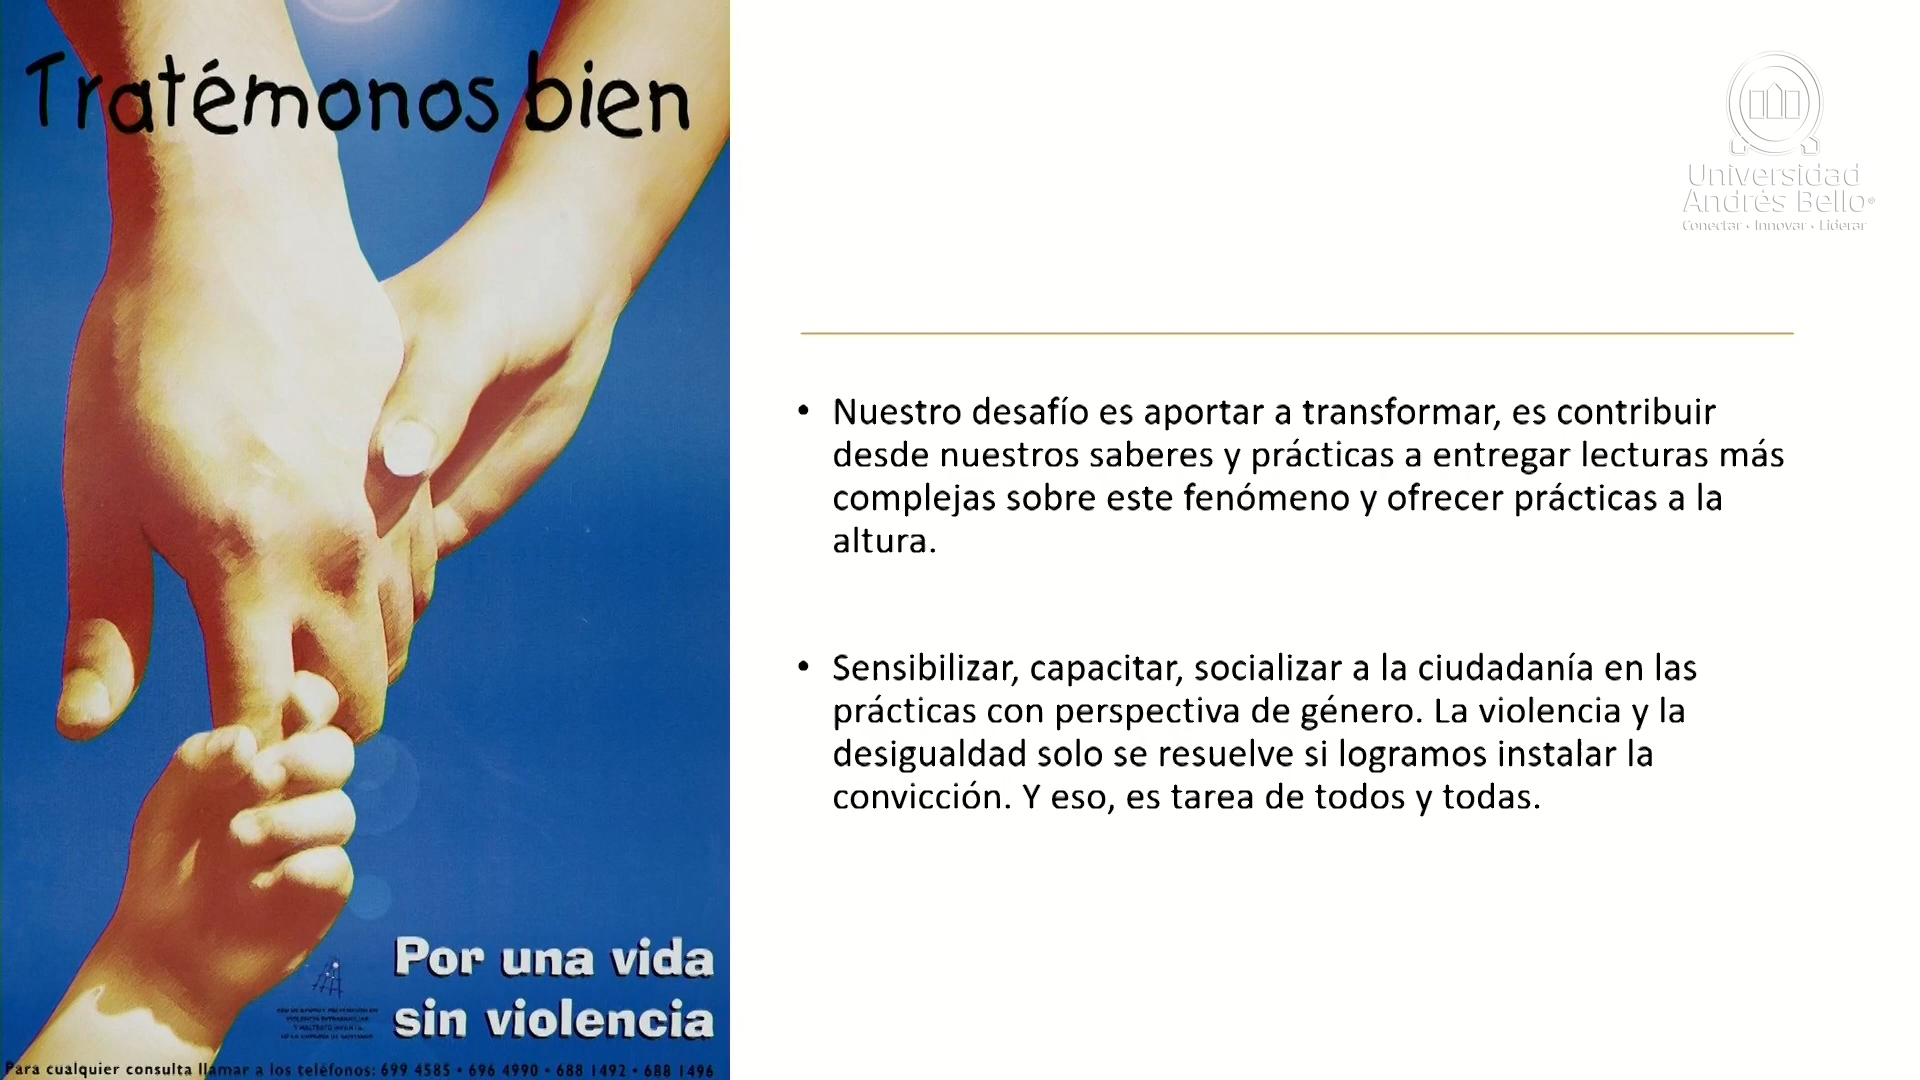 Tratémonos bien
Por una vida
sin violencia
Para cualquier consulta llamar a los teléfonos: 699 4585 • 696 4990 • 688 1492 • 688 1496
Universidad
Andrés Bello®
Conectar • Innovar • Liderar
• Nuestro desafío es aportar a transformar, es contribuir
desde nuestros saberes y prácticas a entregar lecturas más
complejas sobre este fenómeno y ofrecer prácticas a la
altura.
• Sensibilizar, capacitar, socializar a la ciudadanía en las
prácticas con perspectiva de género. La violencia y la
desigualdad solo se resuelve si logramos instalar la
convicción. Y eso, es tarea de todos y todas.